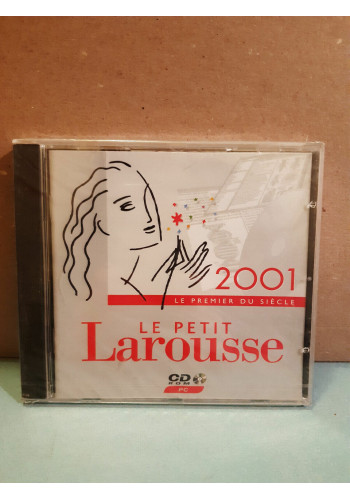 2001
LE PREMIER DU SIÈCLE
LE PETIT
Larousse
CD
ROM
PC